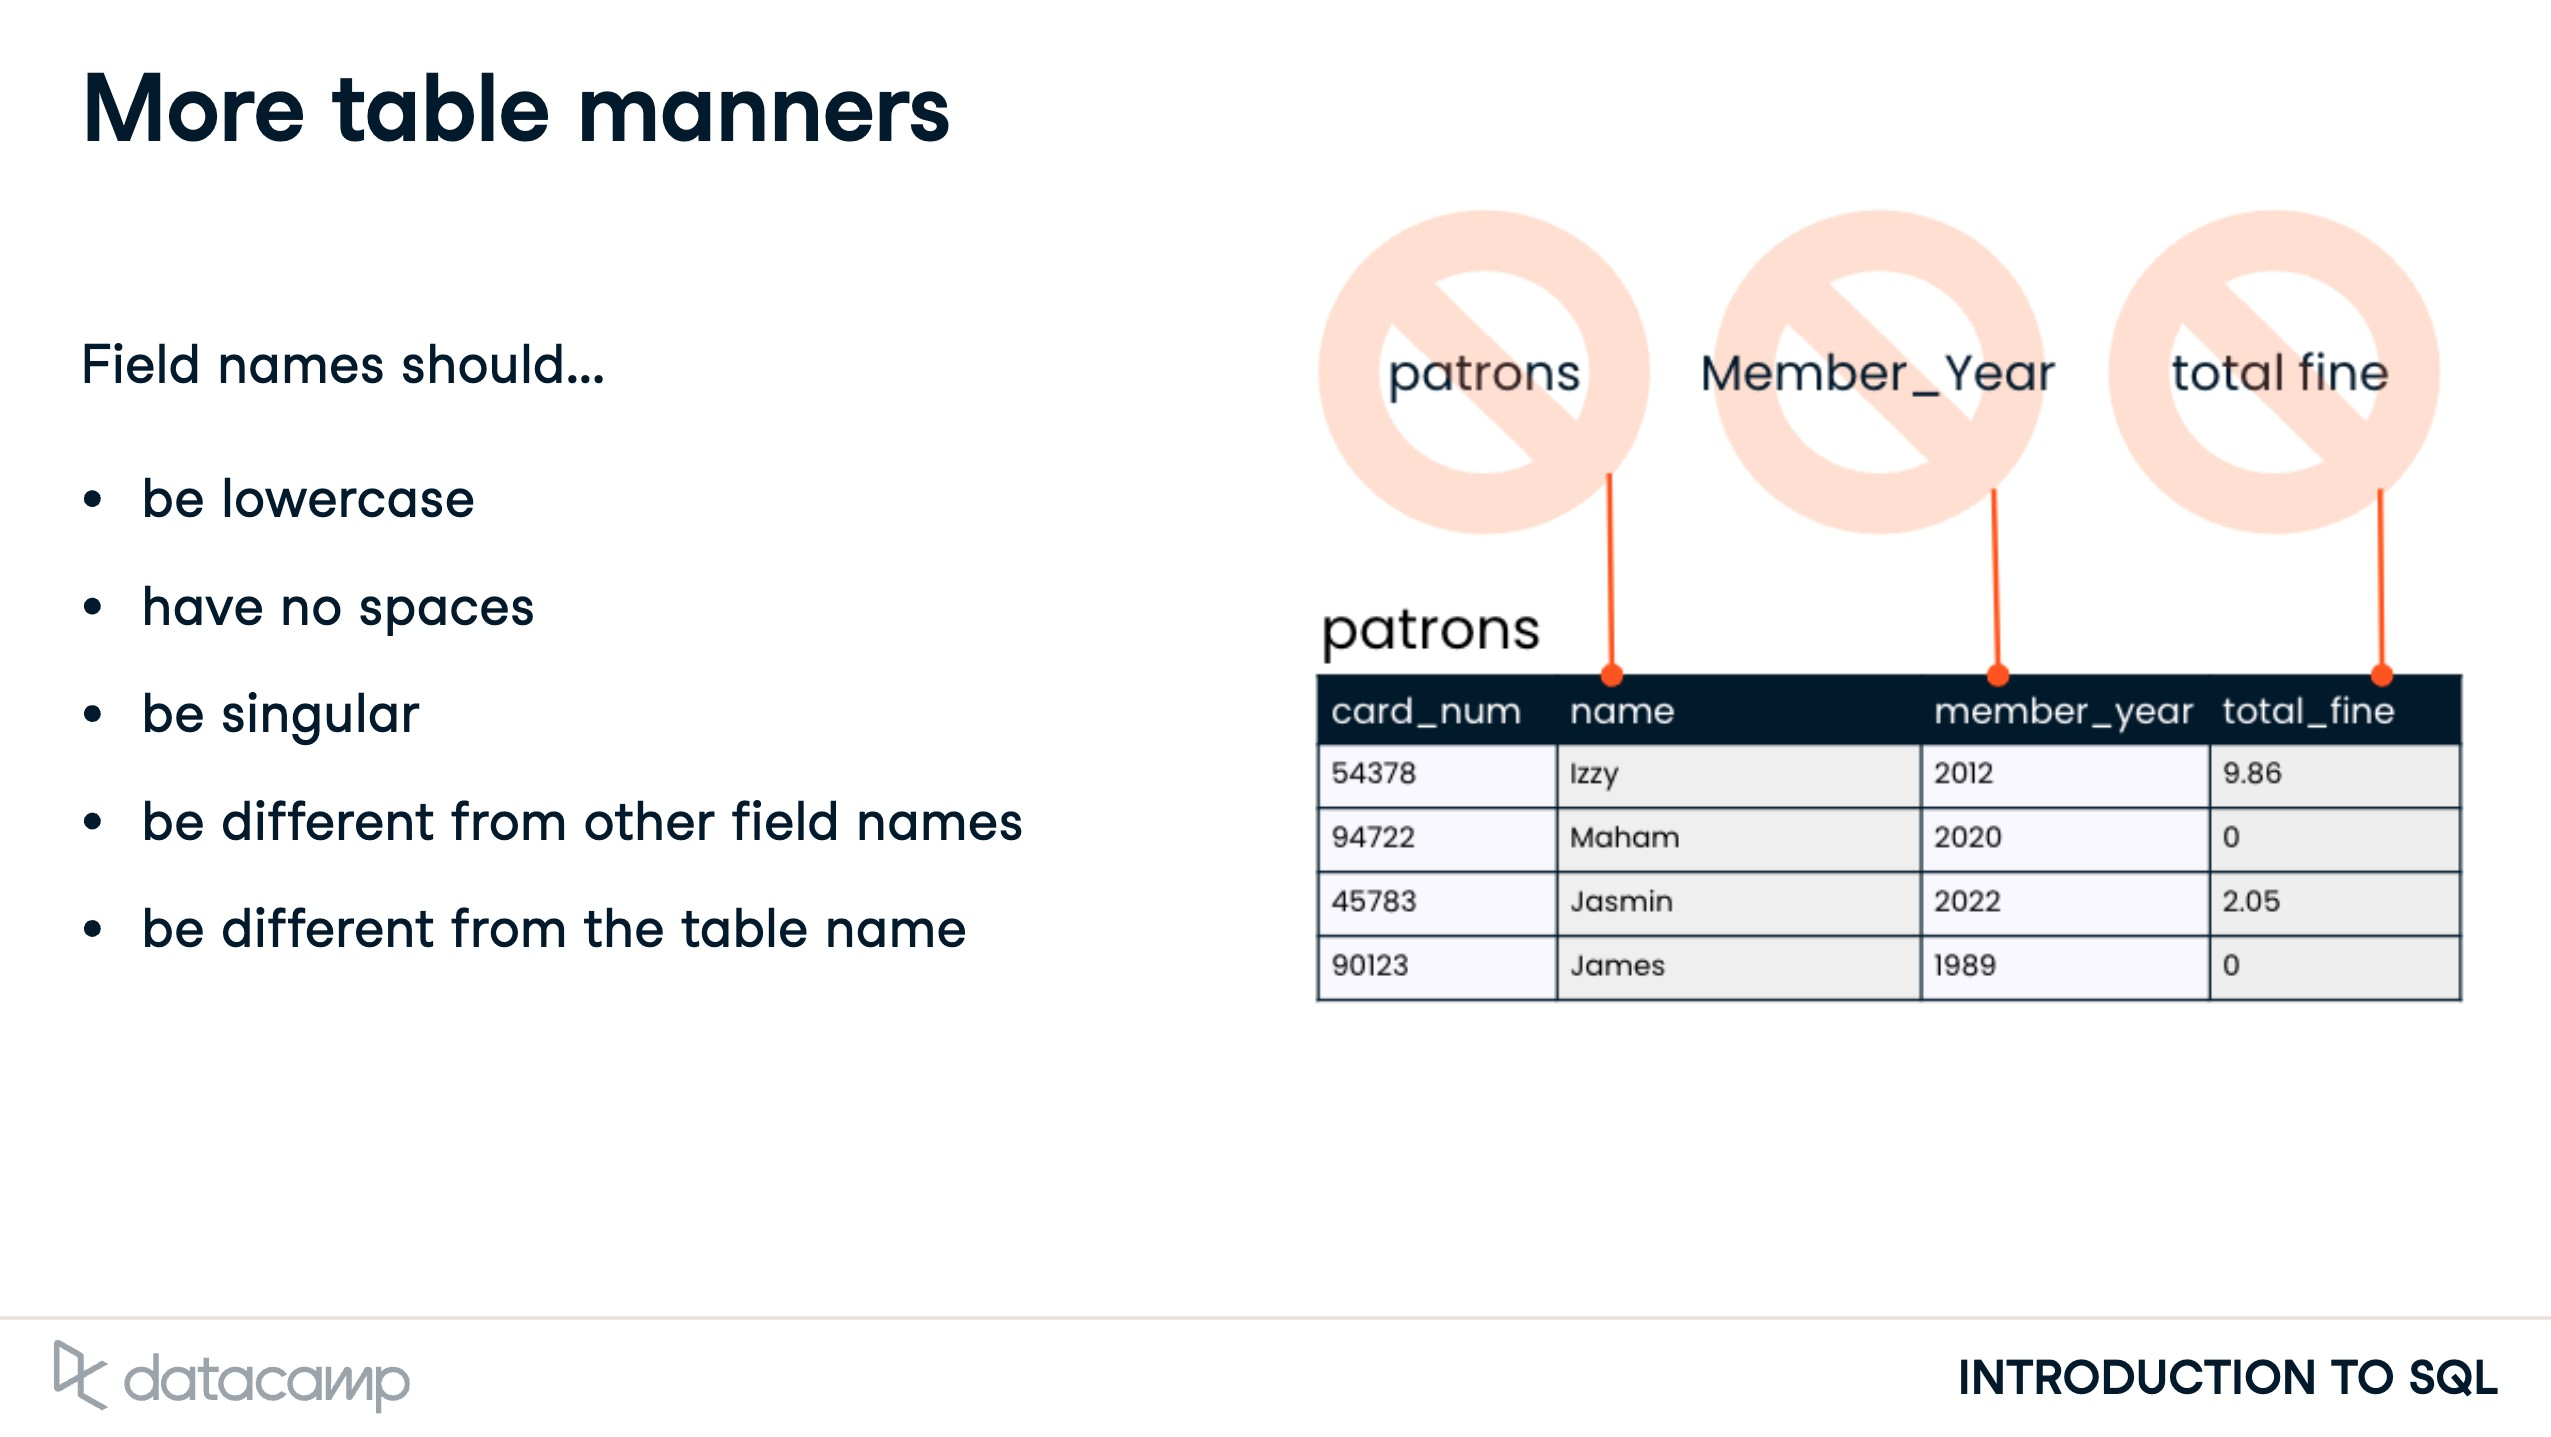 More table manners
Field names should...
• be lowercase
• have no spaces
• be singular
• be different from other field names
• be different from the table name
patrons Member_Year total fine
patrons
card_num name member_year total_fine
54378 Izzy 2012 9.86
94722 Maham 2020 0
45783 Jasmin 2022 2.05
90123 James 1989 0
datacamp
INTRODUCTION TO SQL